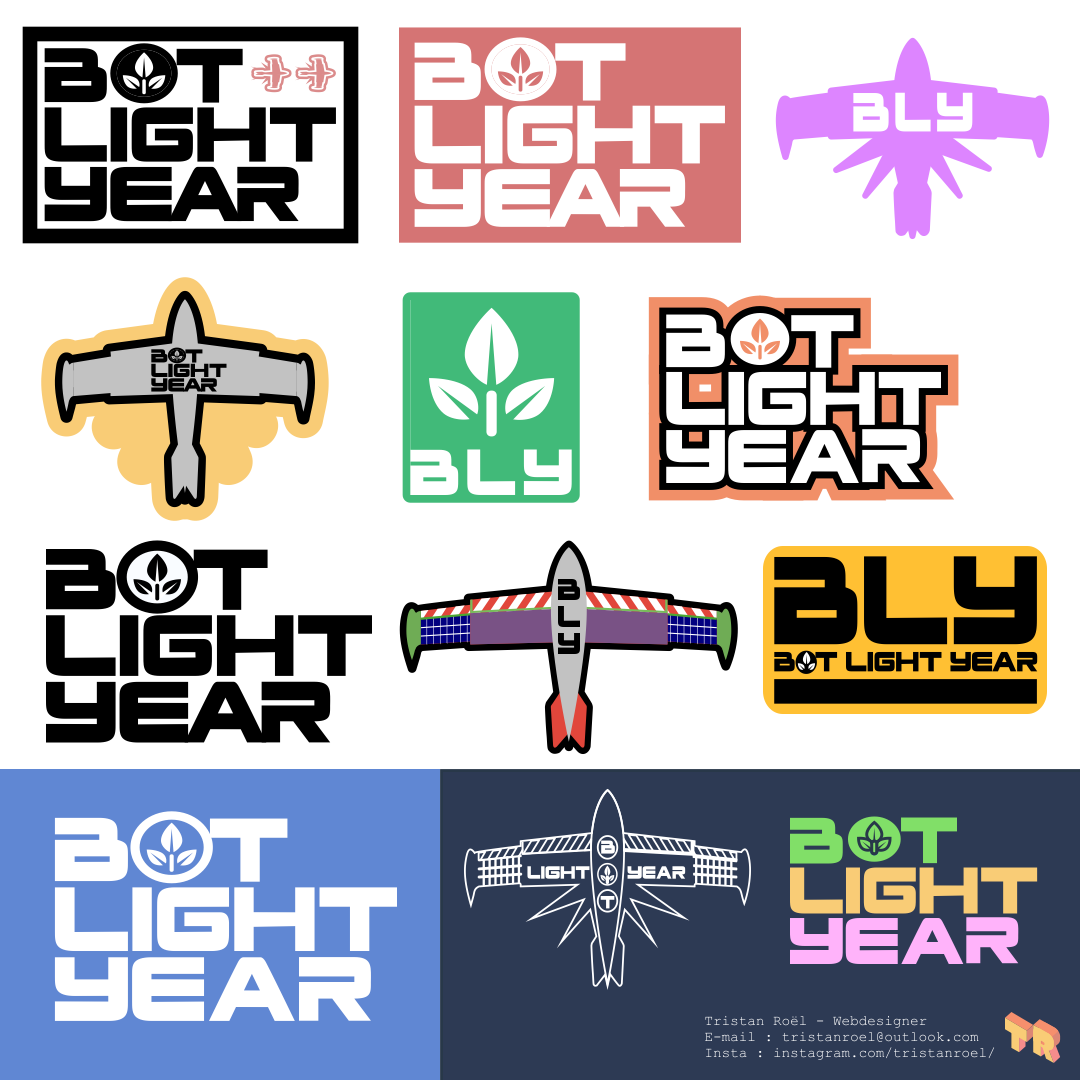 BOT
LIGHT
YEAR
BOT
LIGHT
YEAR
BLY
BOT
LIGHT
YEAR
BLY
BOT
LIGHT
YEAR
BOT
LIGHT
YEAR
BLY
BLY
BOT LIGHT YEAR
BOT
LIGHT
YEAR
B
LIGHT YEAR
T
BOT
LIGHT
YEAR
Tristan Roël - Webdesigner
E-mail : tristanroel@outlook.com
Insta : instagram.com/tristanroel/
TR